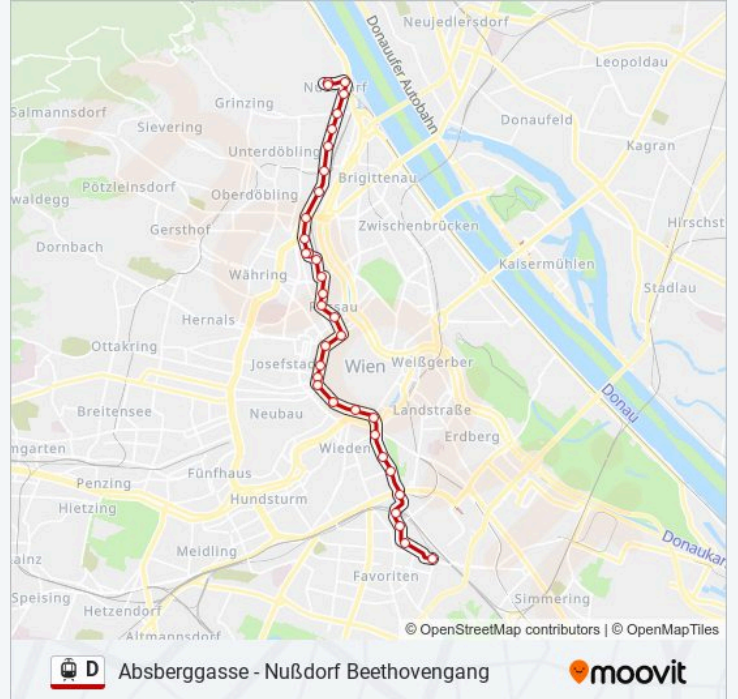 Neujedlersdorf
Leopoldau
Donauufer Autobahn
Nußdorf
Grinzing
Salmannsdorf
Sievering
Donaufeld
Unterdöbling
Kagran
Pötzleinsdorf
Brigittenau
waldegg
Oberdöbling
Gersthof
Zwischenbrücken
Hirschst
Dornbach
Kaisermühlen
Währing
Stadlau
Hernals
Ottakring
Josefstadt
Wien
Weißgerber
Donau
Breitensee
Neubau
Landstraße
Erdberg
mgarten
Wieden
Fünfhaus
Penzing
Hundsturm
Hietzing
Donaukan
Meidling
ainz
Favoriten
Speising
Hetzendorf
Simmering
Altmannsdorf
© OpenStreetMap contributors | © OpenMapTiles
D Absberggasse - Nußdorf Beethovengang
moovit